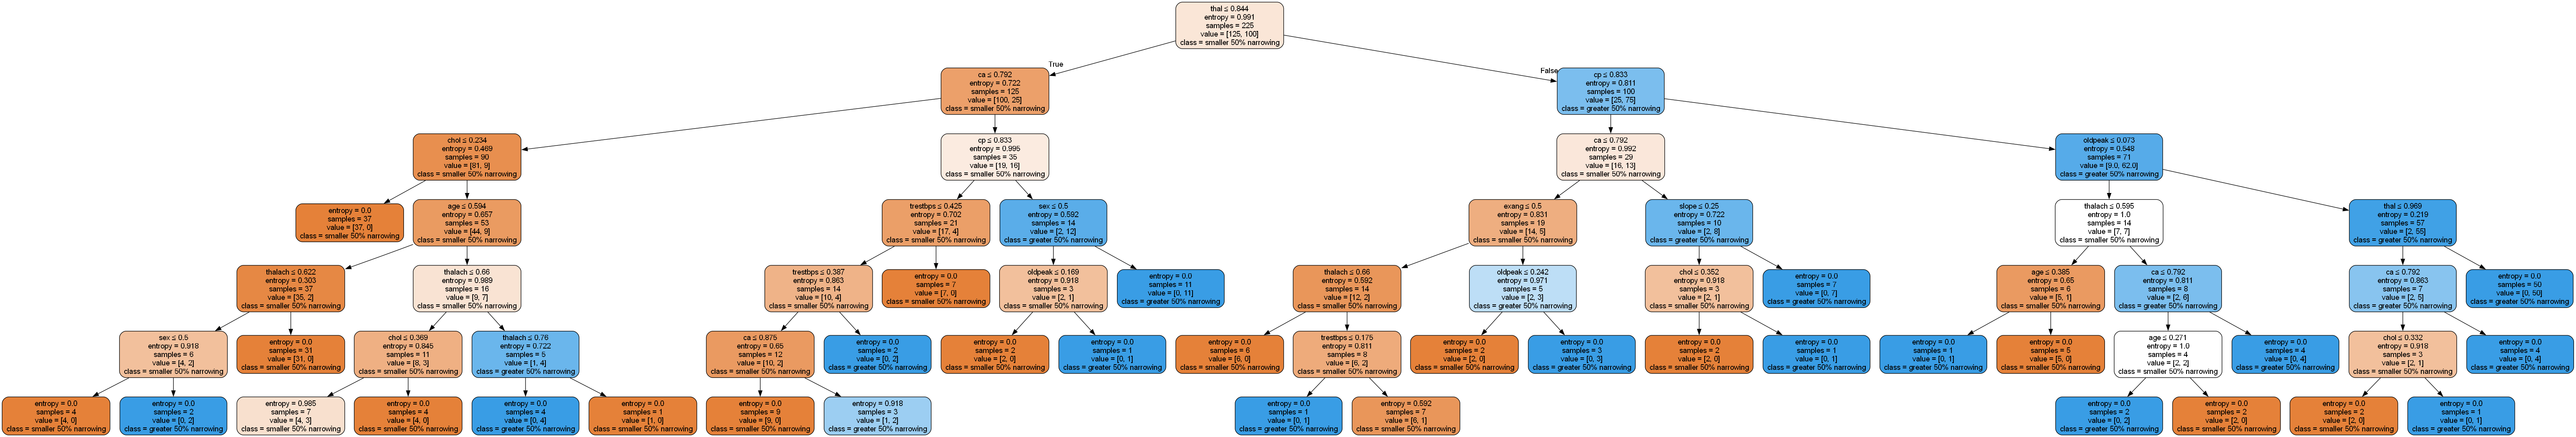 thal ≤ 0.844
entropy = 0.991
samples = 225
value = [125, 100]
class = smaller 50% narrowing
True
False
ca ≤ 0.792
entropy = 0.722
samples = 125
value = [100, 25]
class = smaller 50% narrowing
cp ≤ 0.833
entropy = 0.811
samples = 100
value = [25, 75]
class = greater 50% narrowing
chol ≤ 0.234
entropy = 0.469
samples = 90
value = [81, 9]
class = smaller 50% narrowing
cp ≤ 0.833
entropy = 0.995
samples = 35
value = [19, 16]
class = smaller 50% narrowing
ca ≤ 0.792
entropy = 0.992
samples = 29
value = [16, 13]
class = smaller 50% narrowing
oldpeak ≤ 0.073
entropy = 0.548
samples = 71
value = [9.0, 62.0]
class = greater 50% narrowing
entropy = 0.0
samples = 37
value = [37, 0]
class = smaller 50% narrowing
age ≤ 0.594
entropy = 0.657
samples = 53
value = [44, 9]
class = smaller 50% narrowing
trestbps ≤ 0.425
entropy = 0.702
samples = 21
value = [17, 4]
class = smaller 50% narrowing
sex ≤ 0.5
entropy = 0.592
samples = 14
value = [2, 12]
class = greater 50% narrowing
exang ≤ 0.5
entropy = 0.831
samples = 19
value = [14, 5]
class = smaller 50% narrowing
slope ≤ 0.25
entropy = 0.722
samples = 10
value = [2, 8]
class = greater 50% narrowing
thalach ≤ 0.595
entropy = 1.0
samples = 14
value = [7, 7]
class = smaller 50% narrowing
thal ≤ 0.969
entropy = 0.219
samples = 57
value = [2, 55]
class = greater 50% narrowing
thalach ≤ 0.622
entropy = 0.303
samples = 37
value = [35, 2]
class = smaller 50% narrowing
thalach ≤ 0.66
entropy = 0.989
samples = 16
value = [9, 7]
class = smaller 50% narrowing
trestbps ≤ 0.387
entropy = 0.863
samples = 14
value = [10, 4]
class = smaller 50% narrowing
entropy = 0.0
samples = 7
value = [7, 0]
class = smaller 50% narrowing
oldpeak ≤ 0.169
entropy = 0.918
samples = 3
value = [2, 1]
class = smaller 50% narrowing
entropy = 0.0
samples = 11
value = [0, 11]
class = greater 50% narrowing
thalach ≤ 0.66
entropy = 0.592
samples = 14
value = [12, 2]
class = smaller 50% narrowing
oldpeak ≤ 0.242
entropy = 0.971
samples = 5
value = [2, 3]
class = greater 50% narrowing
chol ≤ 0.352
entropy = 0.918
samples = 3
value = [2, 1]
class = smaller 50% narrowing
entropy = 0.0
samples = 7
value = [0, 7]
class = greater 50% narrowing
age ≤ 0.385
entropy = 0.65
samples = 6
value = [5, 1]
class = smaller 50% narrowing
ca ≤ 0.792
entropy = 0.811
samples = 8
value = [2, 6]
class = greater 50% narrowing
ca ≤ 0.792
entropy = 0.863
samples = 7
value = [2, 5]
class = greater 50% narrowing
entropy = 0.0
samples = 50
value = [0, 50]
class = greater 50% narrowing
sex ≤ 0.5
entropy = 0.918
samples = 6
value = [4, 2]
class = smaller 50% narrowing
entropy = 0.0
samples = 31
value = [31, 0]
class = smaller 50% narrowing
chol ≤ 0.369
entropy = 0.845
samples = 11
value = [8, 3]
class = smaller 50% narrowing
thalach ≤ 0.76
entropy = 0.722
samples = 5
value = [1, 4]
class = greater 50% narrowing
ca ≤ 0.875
entropy = 0.65
samples = 12
value = [10, 2]
class = smaller 50% narrowing
entropy = 0.0
samples = 2
value = [0, 2]
class = greater 50% narrowing
entropy = 0.0
samples = 2
value = [2, 0]
class = smaller 50% narrowing
entropy = 0.0
samples = 1
value = [0, 1]
class = greater 50% narrowing
entropy = 0.0
samples = 6
value = [6, 0]
class = smaller 50% narrowing
trestbps ≤ 0.175
entropy = 0.811
samples = 8
value = [6, 2]
class = smaller 50% narrowing
entropy = 0.0
samples = 2
value = [2, 0]
class = smaller 50% narrowing
entropy = 0.0
samples = 3
value = [0, 3]
class = greater 50% narrowing
entropy = 0.0
samples = 2
value = [2, 0]
class = smaller 50% narrowing
entropy = 0.0
samples = 1
value = [0, 1]
class = greater 50% narrowing
entropy = 0.0
samples = 1
value = [0, 1]
class = greater 50% narrowing
entropy = 0.0
samples = 5
value = [5, 0]
class = smaller 50% narrowing
age ≤ 0.271
entropy = 1.0
samples = 4
value = [2, 2]
class = smaller 50% narrowing
entropy = 0.0
samples = 4
value = [0, 4]
class = greater 50% narrowing
chol ≤ 0.332
entropy = 0.918
samples = 3
value = [2, 1]
class = smaller 50% narrowing
entropy = 0.0
samples = 4
value = [0, 4]
class = greater 50% narrowing
entropy = 0.0
samples = 4
value = [4, 0]
class = smaller 50% narrowing
entropy = 0.0
samples = 2
value = [0, 2]
class = greater 50% narrowing
entropy = 0.985
samples = 7
value = [4, 3]
class = smaller 50% narrowing
entropy = 0.0
samples = 4
value = [4, 0]
class = smaller 50% narrowing
entropy = 0.0
samples = 4
value = [0, 4]
class = greater 50% narrowing
entropy = 0.0
samples = 1
value = [1, 0]
class = smaller 50% narrowing
entropy = 0.0
samples = 9
value = [9, 0]
class = smaller 50% narrowing
entropy = 0.918
samples = 3
value = [1, 2]
class = greater 50% narrowing
entropy = 0.0
samples = 1
value = [0, 1]
class = greater 50% narrowing
entropy = 0.592
samples = 7
value = [6, 1]
class = smaller 50% narrowing
entropy = 0.0
samples = 2
value = [0, 2]
class = greater 50% narrowing
entropy = 0.0
samples = 2
value = [2, 0]
class = smaller 50% narrowing
entropy = 0.0
samples = 2
value = [2, 0]
class = smaller 50% narrowing
entropy = 0.0
samples = 1
value = [0, 1]
class = greater 50% narrowing